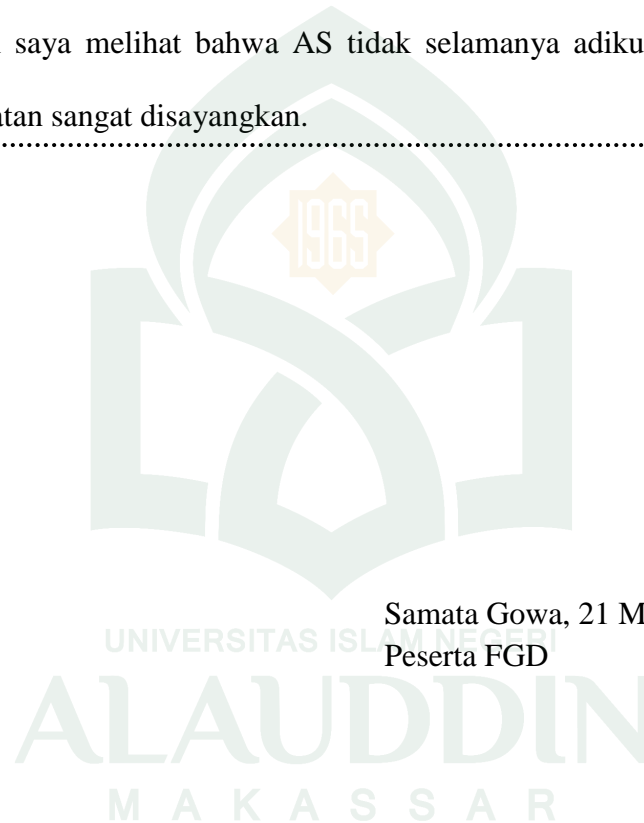 saya melihat bahwa AS tidak selamanya adiku
atan sangat disayangkan.
1965
Samata Gowa, 21 M
Peserta FGD
UNIVERSITAS ISLAM NEGERI
ALAUDDIN
MAKASSAR